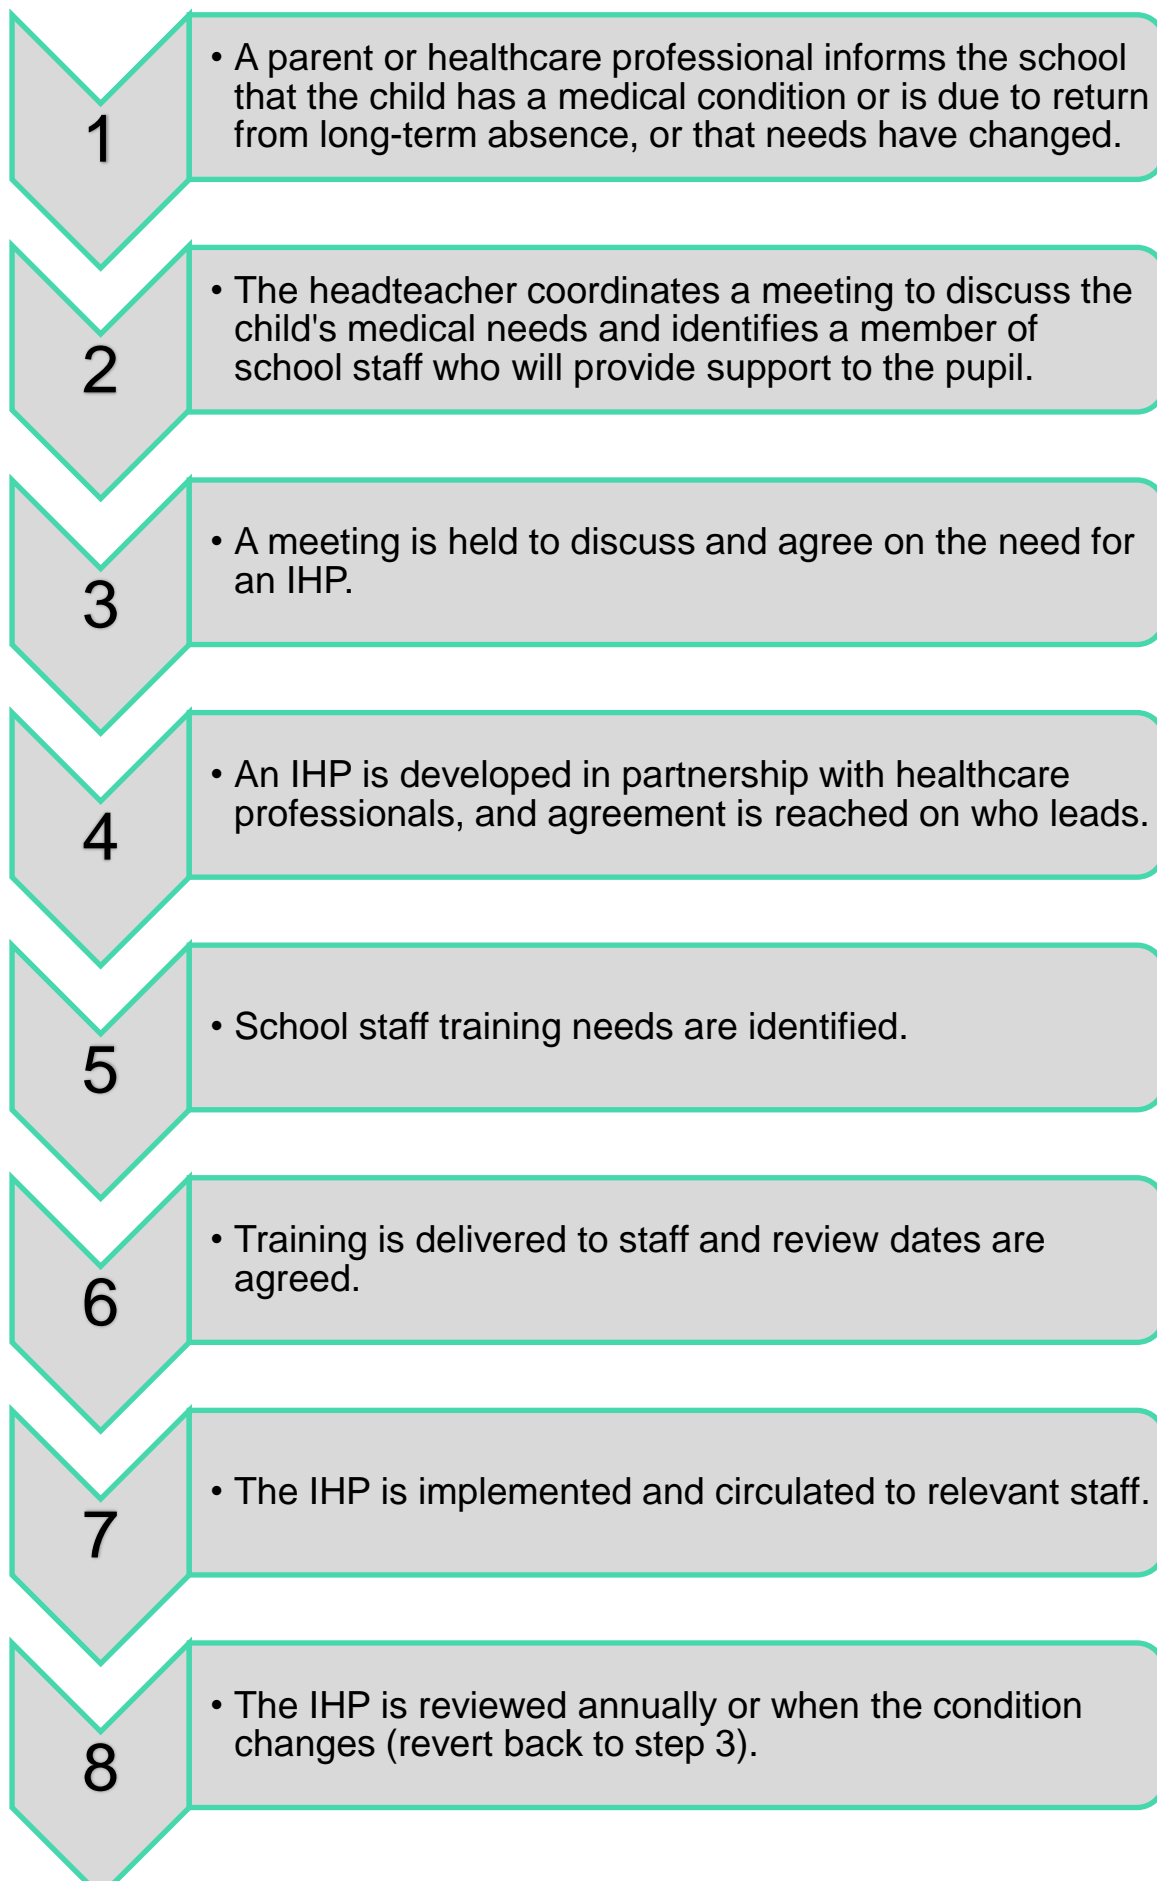 1
• A parent or healthcare professional informs the school
that the child has a medical condition or is due to return
from long-term absence, or that needs have changed.
2
• The headteacher coordinates a meeting to discuss the
child's medical needs and identifies a member of
school staff who will provide support to the pupil.
3
• A meeting is held to discuss and agree on the need for
an IHP.
4
• An IHP is developed in partnership with healthcare
professionals, and agreement is reached on who leads.
5
• School staff training needs are identified.
6
• Training is delivered to staff and review dates are
agreed.
7
• The IHP is implemented and circulated to relevant staff.
8
• The IHP is reviewed annually or when the condition
changes (revert back to step 3).